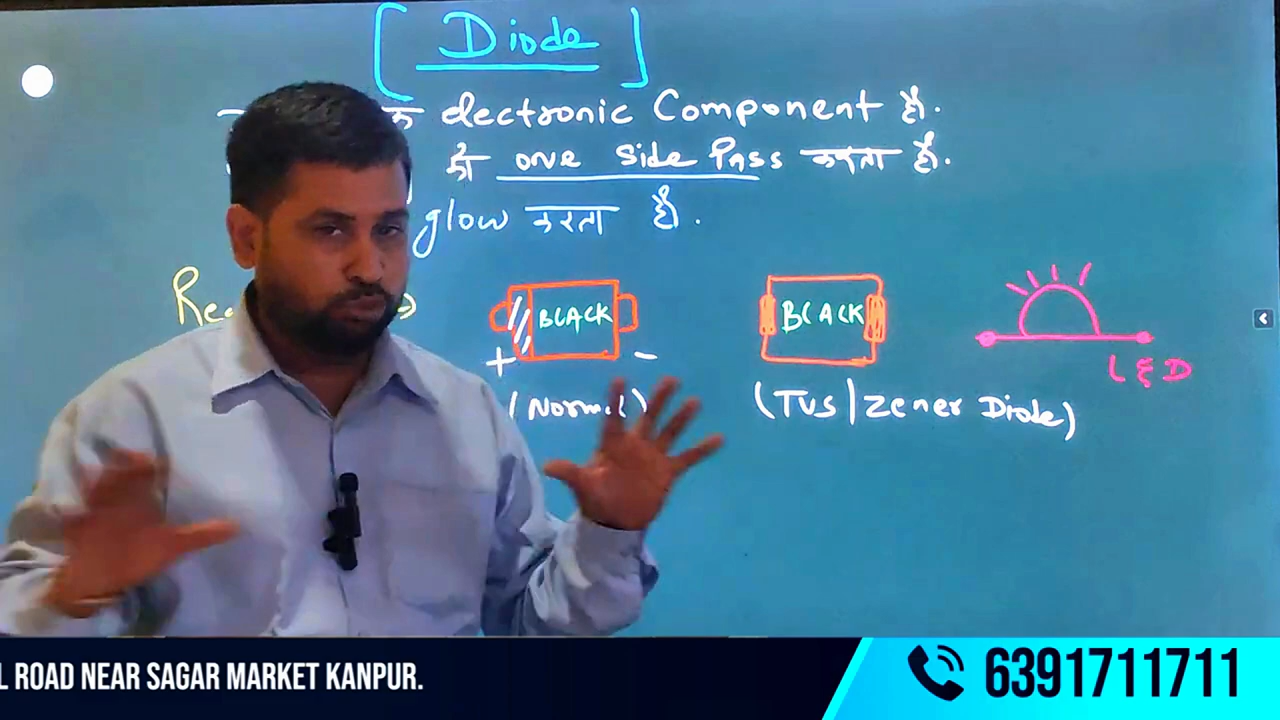 [ Diode ]
electronic Component है.
को one side Pass करता है.
glow करता है.
BLACK
+ -
(Normal)
BLACK
(TVS/Zener Diode)
LED
L ROAD NEAR SAGAR MARKET KANPUR.
6391711711